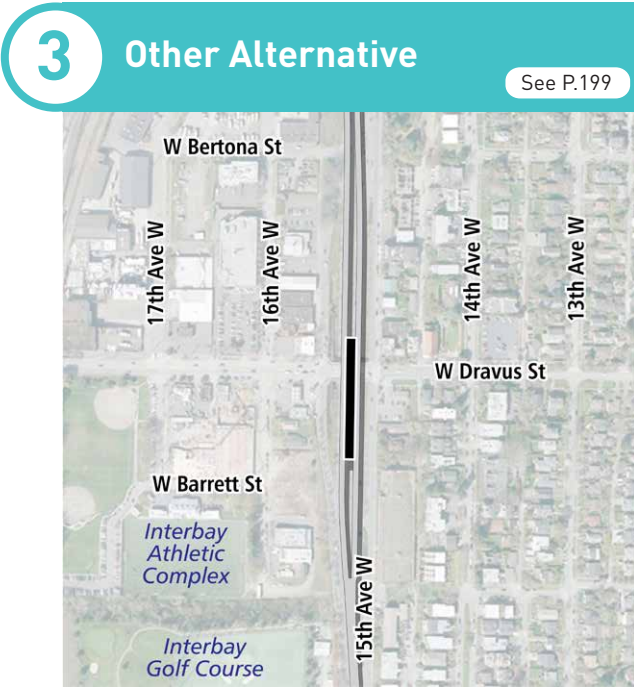 3
Other Alternative
See P.199
W Bertona St
17th Ave W
16th Ave W
14th Ave W
13th Ave W
W Dravus St
W Barrett St
Interbay
Athletic
Complex
15th Ave W
Interbay
Golf Course